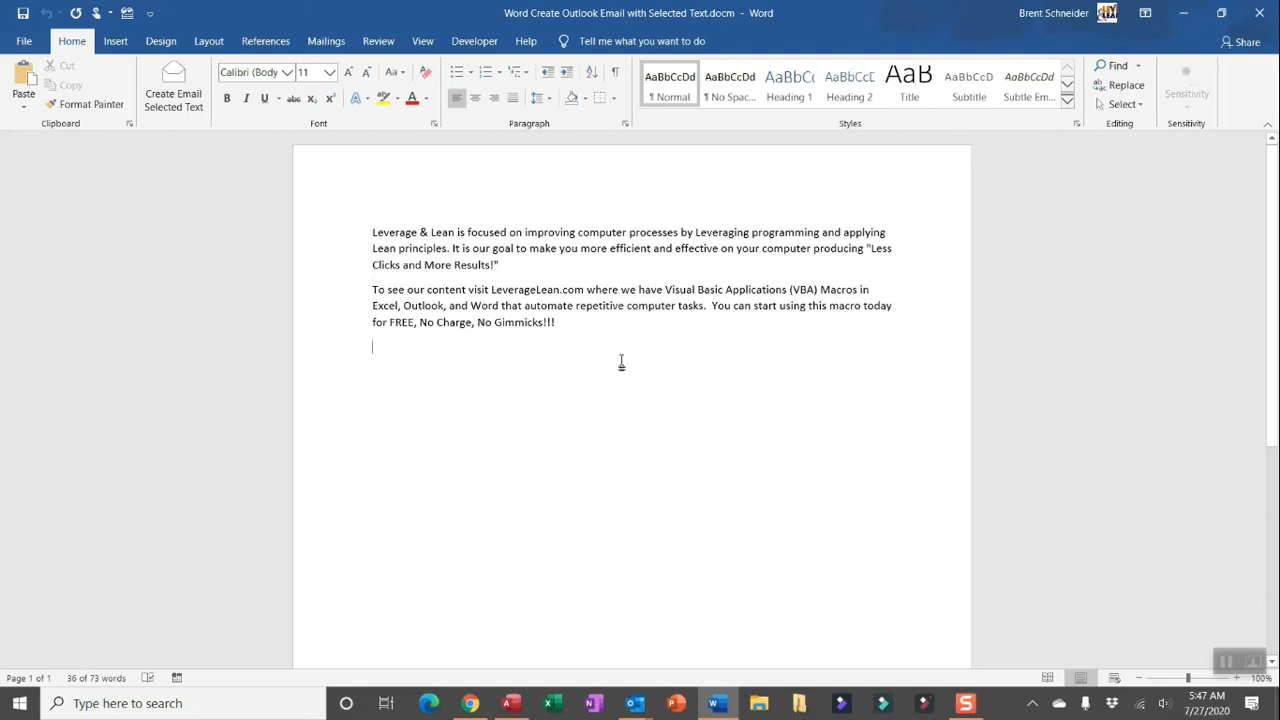 Word Create Outlook Email with Selected Text.docm - Word
Brent Schneider
File Home Insert Design Layout References Mailings Review View Developer Help Tell me what you want to do
Share
Paste
Cut
Copy
Format Painter
Clipboard
Create Email
Selected Text
Calibri (Body
11
Aa
B I U abc x₂ x²
A
Font
Paragraph
AaBbCcDd
¶ Normal
AaBbCcDd
¶ No Spac...
AaBbCc
Heading 1
AaBbCcE
Heading 2
AaB
Title
AaBbCcD
Subtitle
AaBbCcDd
Subtle Em...
Styles
Find
Replace
Select
Editing
Sensitivity
Sensitivity
Leverage & Lean is focused on improving computer processes by Leveraging programming and applying
Lean principles. It is our goal to make you more efficient and effective on your computer producing "Less
Clicks and More Results!"
To see our content visit LeverageLean.com where we have Visual Basic Applications (VBA) Macros in
Excel, Outlook, and Word that automate repetitive computer tasks.  You can start using this macro today
for FREE, No Charge, No Gimmicks!!!
Page 1 of 1 36 of 73 words
100%
Type here to search
5:47 AM
7/27/2020